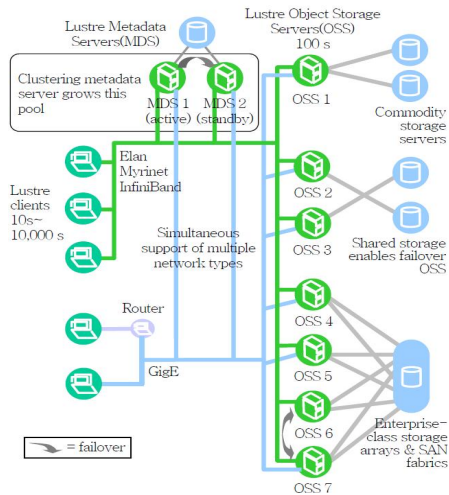 Lustre Metadata
Servers(MDS)
Lustre Object Storage
Servers(OSS)
100 s
Clustering metadata
server grows this
pool
MDS 1
(active)
MDS 2
(standby)
OSS 1
Commodity
storage
servers
Elan
Myrinet
InfiniBand
Lustre
clients
10s~
10,000 s
OSS 2
OSS 3
Simultaneous
support of multiple
network types
Shared storage
enables failover
OSS
Router
GigE
OSS 4
OSS 5
OSS 6
OSS 7
Enterprise-
class storage
arrays & SAN
fabrics
= failover